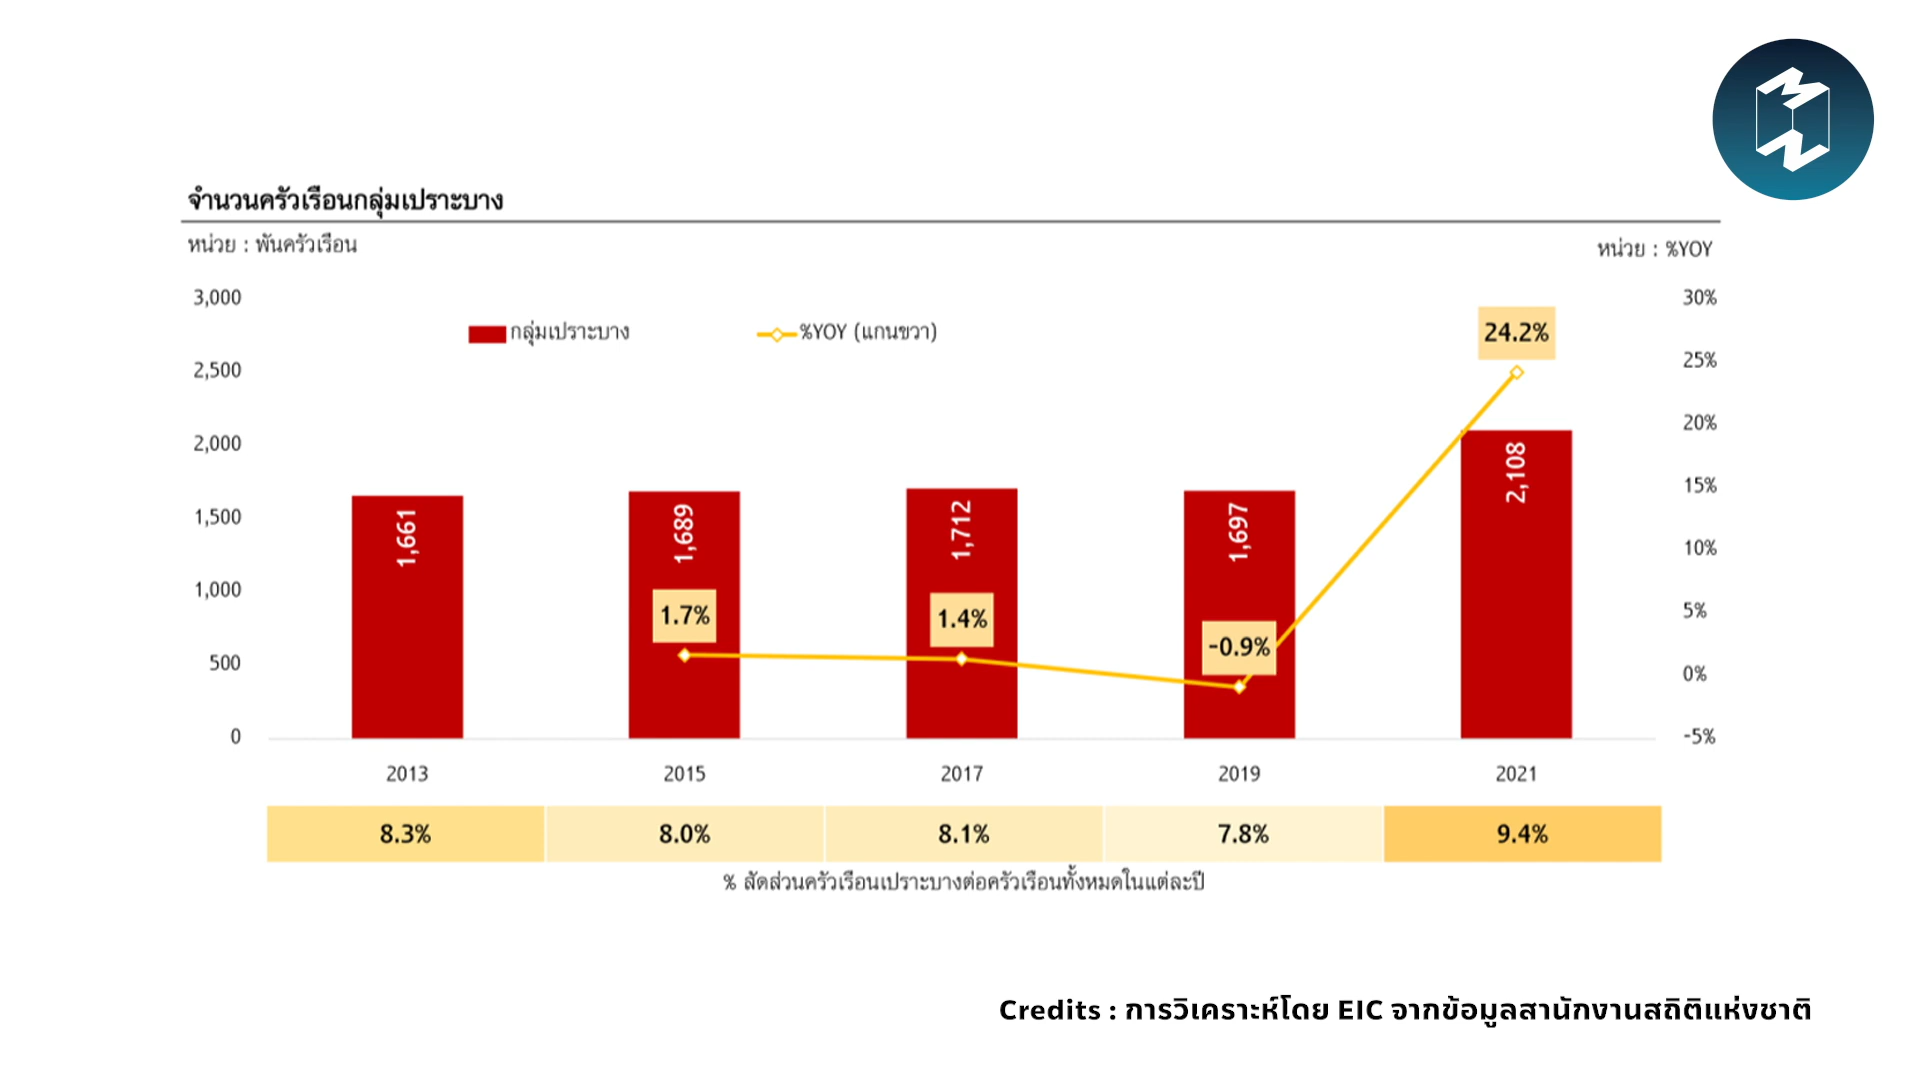 จำนวนครัวเรือนกลุ่มเปราะบาง
หน่วย : พันครัวเรือน
หน่วย : %YOY
กลุ่มเปราะบาง
%YOY (แกนขวา)
3,000
2,500
2,000
1,500
1,000
500
0
30%
25%
20%
15%
10%
5%
0%
-5%
1,661
1,689
1,712
1,697
2,108
1.7%
1.4%
-0.9%
24.2%
2013 2015 2017 2019 2021
8.3% 8.0% 8.1% 7.8% 9.4%
% สัดส่วนครัวเรือนเปราะบางต่อครัวเรือนทั้งหมดในแต่ละปี
Credits : การวิเคราะห์โดย EIC จากข้อมูลสานักงานสถิติแห่งชาติ